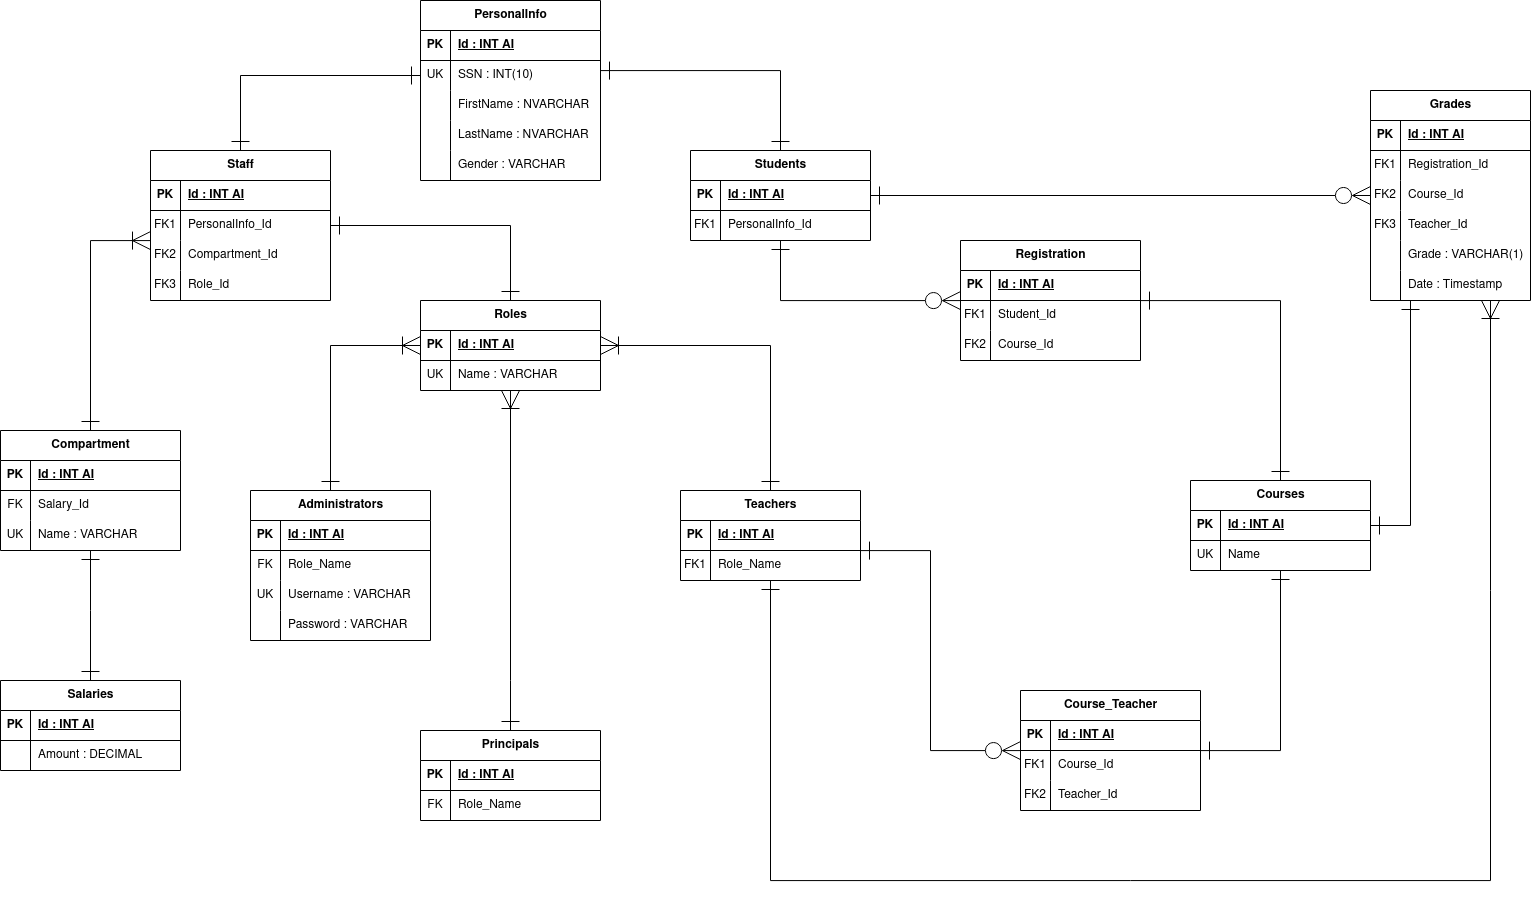 PersonalInfo
PK Id : INT AI
UK SSN : INT(10)
FirstName : NVARCHAR
LastName : NVARCHAR
Gender : VARCHAR
Staff
PK Id : INT AI
FK1 PersonalInfo_Id
FK2 Compartment_Id
FK3 Role_Id
Students
PK Id : INT AI
FK1 PersonalInfo_Id
Grades
PK Id : INT AI
FK1 Registration_Id
FK2 Course_Id
FK3 Teacher_Id
Grade : VARCHAR(1)
Date : Timestamp
Registration
PK Id : INT AI
FK1 Student_Id
FK2 Course_Id
Roles
PK Id : INT AI
UK Name : VARCHAR
Compartment
PK Id : INT AI
FK Salary_Id
UK Name : VARCHAR
Administrators
PK Id : INT AI
FK Role_Name
UK Username : VARCHAR
Password : VARCHAR
Teachers
PK Id : INT AI
FK1 Role_Name
Courses
PK Id : INT AI
UK Name
Salaries
PK Id : INT AI
Amount : DECIMAL
Principals
PK Id : INT AI
FK Role_Name
Course_Teacher
PK Id : INT AI
FK1 Course_Id
FK2 Teacher_Id